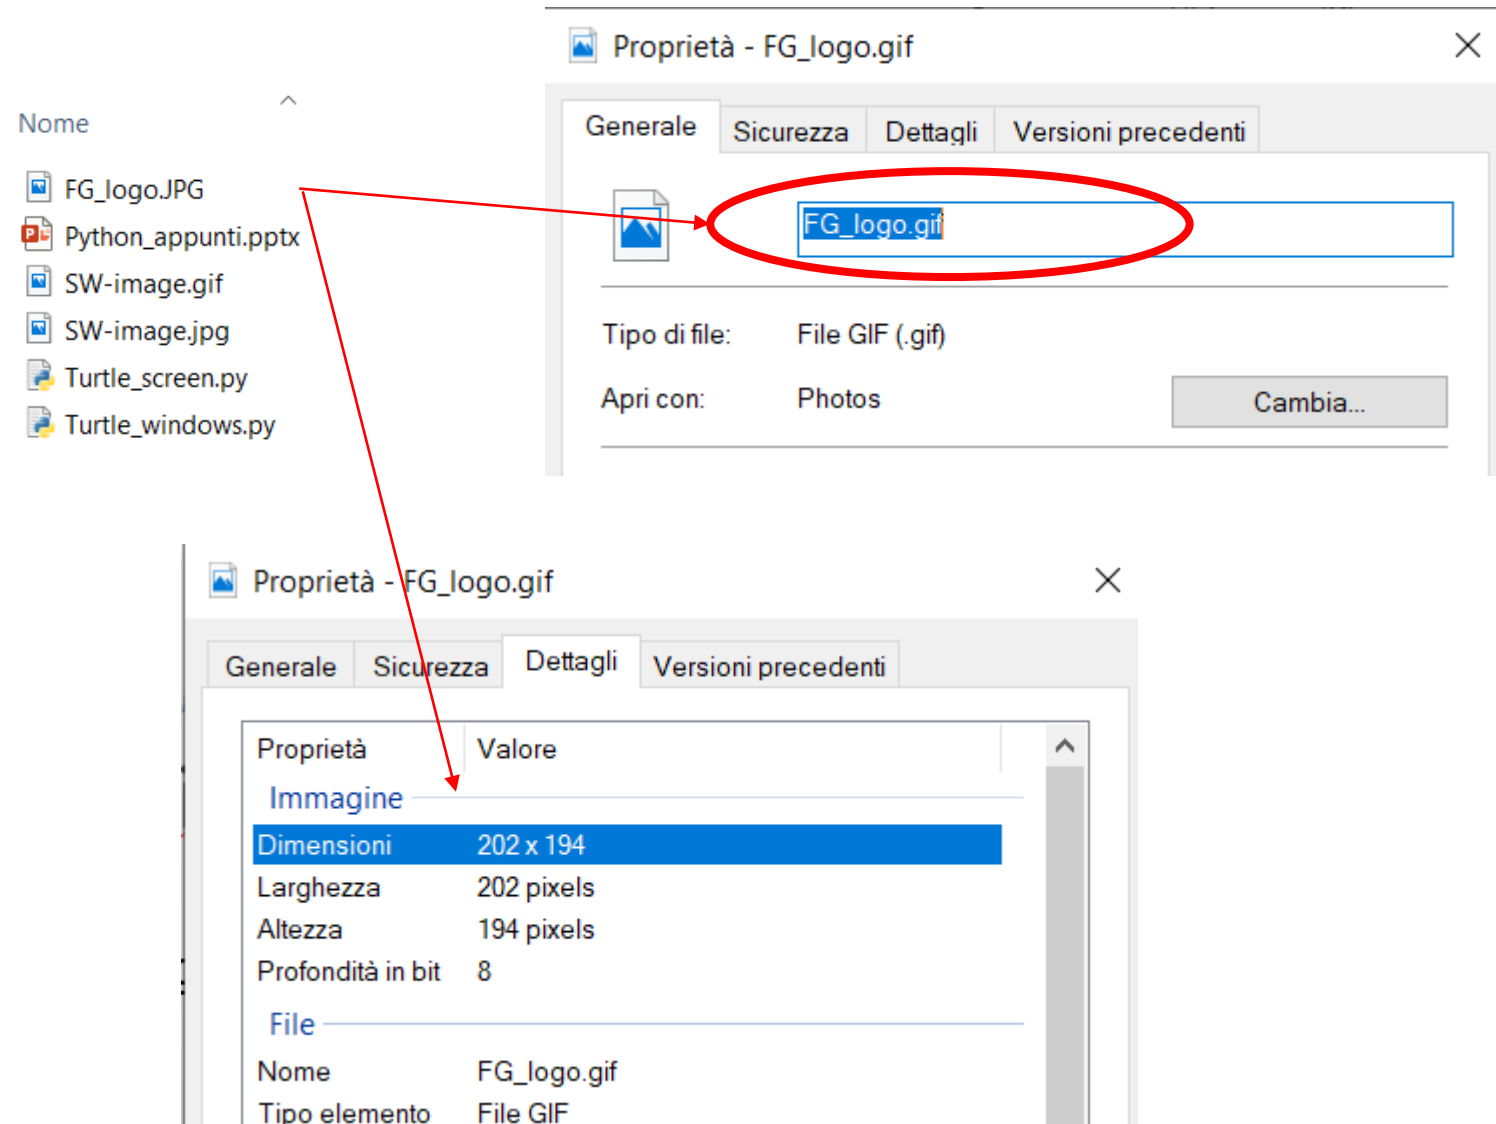 Nome
FG_logo.JPG
Python_appunti.pptx
SW-image.gif
SW-image.jpg
Turtle_screen.py
Turtle_windows.py
Proprietà - FG_logo.gif
Generale Sicurezza Dettagli Versioni precedenti
FG_logo.gif
Tipo di file: File GIF (.gif)
Apri con: Photos Cambia...
Proprietà - FG_logo.gif
Generale Sicurezza Dettagli Versioni precedenti
Proprietà Valore
Immagine
Dimensioni 202 x 194
Larghezza 202 pixels
Altezza 194 pixels
Profondità in bit 8
File
Nome FG_logo.gif
Tipo elemento File GIF